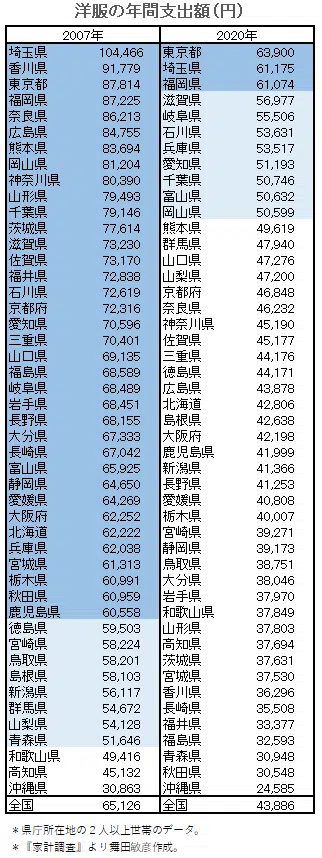 洋服の年間支出額（円）
2007年 2020年
埼玉県 104,466 東京都 63,900
香川県 91,779 埼玉県 61,175
東京都 87,814 福岡県 61,074
福岡県 87,225 滋賀県 56,977
奈良県 86,213 岐阜県 55,506
広島県 84,755 石川県 53,631
熊本県 83,694 兵庫県 53,517
岡山県 81,204 愛知県 51,193
神奈川県 80,390 千葉県 50,746
山形県 79,493 富山県 50,632
千葉県 79,146 岡山県 50,599
茨城県 77,614 熊本県 49,619
滋賀県 73,230 群馬県 47,940
佐賀県 73,170 山口県 47,276
福井県 72,838 山梨県 47,200
石川県 72,619 京都府 46,848
京都府 72,316 奈良県 46,232
愛知県 70,596 神奈川県 45,190
三重県 70,401 佐賀県 45,177
山口県 69,135 三重県 44,176
福島県 68,589 徳島県 44,171
岐阜県 68,489 広島県 43,878
岩手県 68,451 北海道 42,806
長野県 68,155 島根県 42,638
大分県 67,333 大阪府 42,198
長崎県 67,042 鹿児島県 41,999
富山県 65,925 新潟県 41,366
静岡県 64,650 長野県 41,253
愛媛県 64,269 愛媛県 40,808
大阪府 62,252 栃木県 40,007
北海道 62,222 宮崎県 39,271
兵庫県 62,038 静岡県 39,173
宮城県 61,313 鳥取県 38,751
栃木県 60,991 大分県 38,046
秋田県 60,959 岩手県 37,970
鹿児島県 60,558 和歌山県 37,849
徳島県 59,503 山形県 37,803
宮崎県 58,224 高知県 37,694
鳥取県 58,201 茨城県 37,631
島根県 58,103 宮城県 37,530
新潟県 56,117 香川県 36,296
群馬県 54,672 長崎県 35,508
山梨県 54,128 福井県 33,377
青森県 51,646 福島県 32,593
和歌山県 49,416 青森県 30,948
高知県 45,132 秋田県 30,548
沖縄県 30,863 沖縄県 24,585
全国 65,126 全国 43,886
＊県庁所在地の２人以上世帯のデータ。
＊『家計調査』より舞田敏彦作成。